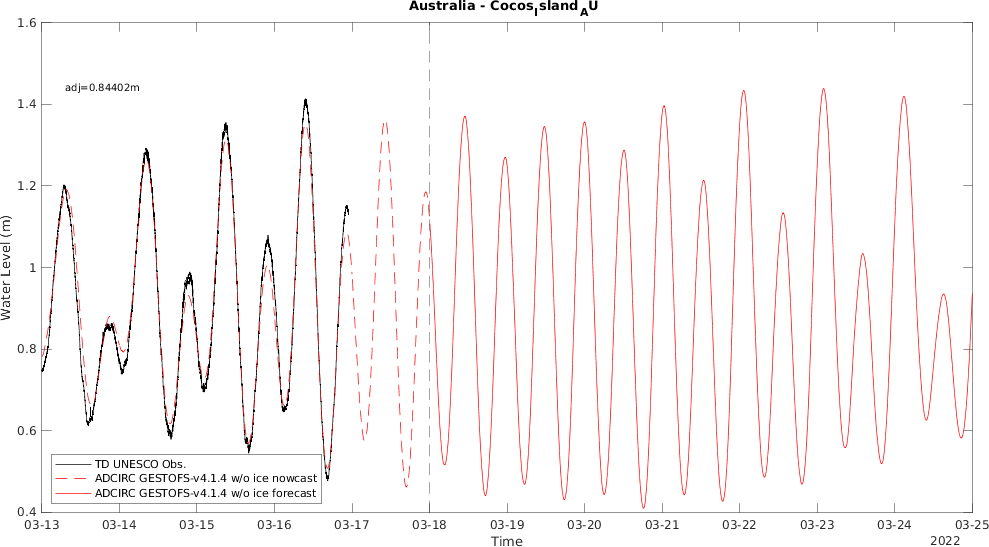 Australia - Cocos_Island_AU
1.6
adj=0.84402m
1.4
1.2
1
0.8
0.6
0.4
Water Level (m)
TD UNESCO Obs.
ADCIRC GESTOFS-v4.1.4 w/o ice nowcast
ADCIRC GESTOFS-v4.1.4 w/o ice forecast
03-13 03-14 03-15 03-16 03-17 03-18 03-19 03-20 03-21 03-22 03-23 03-24 03-25
Time
2022